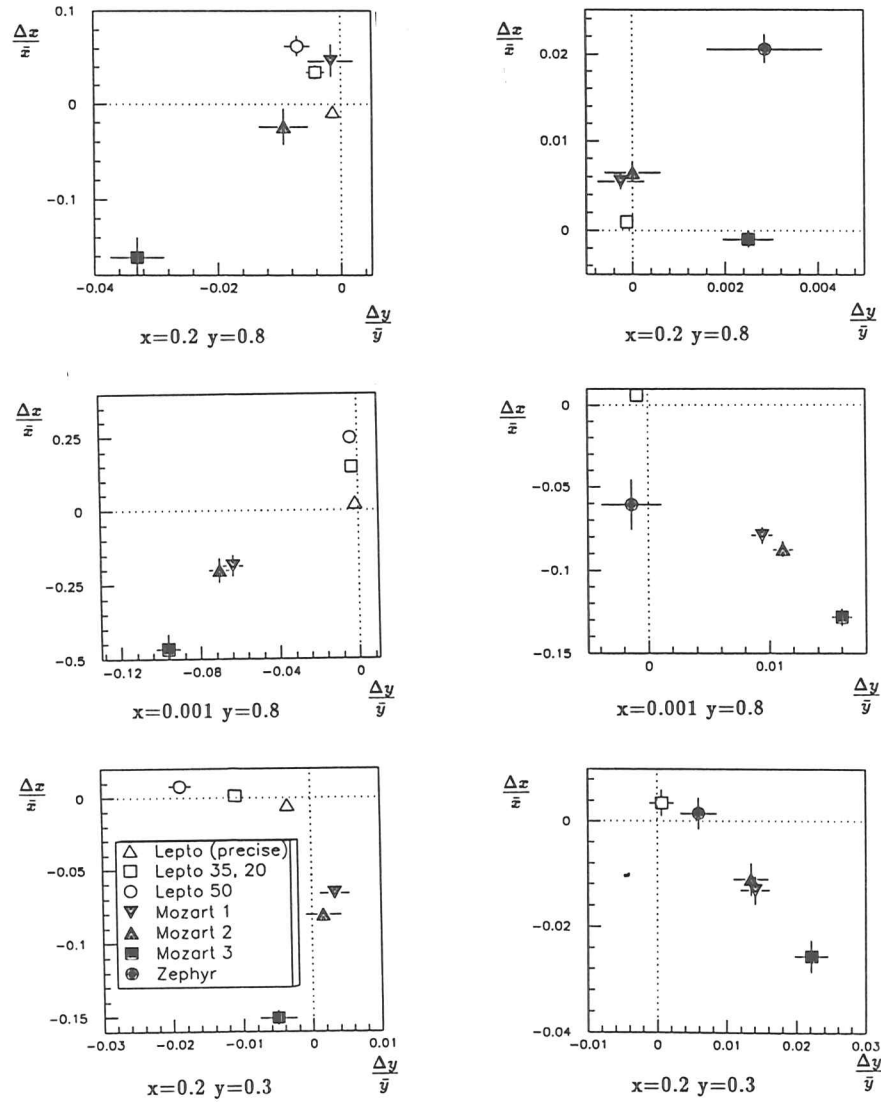 Δx/x̄
0.1
0
-0.1
-0.04 -0.02 0
Δy/ȳ
x=0.2 y=0.8
Δx/x̄
0.02
0.01
0
0 0.002 0.004
Δy/ȳ
x=0.2 y=0.8
Δx/x̄
0.25
0
-0.25
-0.5
-0.12 -0.08 -0.04 0
Δy/ȳ
x=0.001 y=0.8
Δx/x̄
0
-0.05
-0.1
-0.15
0 0.01
Δy/ȳ
x=0.001 y=0.8
Δx/x̄
0
-0.05
-0.1
-0.15
Lepto (precise)
Lepto 35, 20
Lepto 50
Mozart 1
Mozart 2
Mozart 3
Zephyr
-0.03 -0.02 -0.01 0 0.01
Δy/ȳ
x=0.2 y=0.3
Δx/x̄
0
-0.02
-0.04
-0.01 0 0.01 0.02 0.03
Δy/ȳ
x=0.2 y=0.3